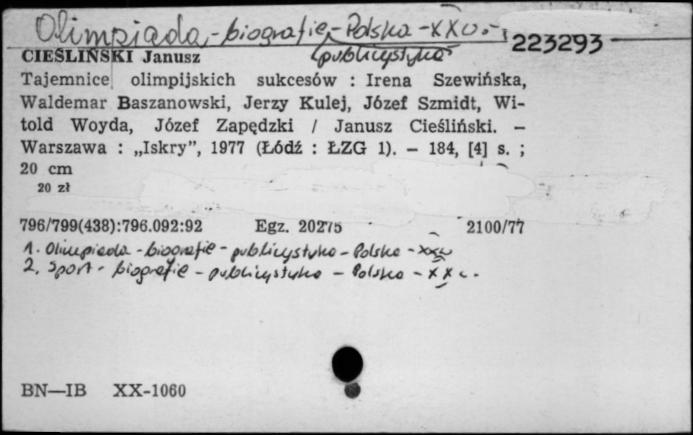 Olimpiada - biografie - Polska - XX w. -
(publicystyka) 223293
CIEŚLIŃSKI Janusz
Tajemnice olimpijskich sukcesów : Irena Szewińska,
Waldemar Baszanowski, Jerzy Kulej, Józef Szmidt, Wi-
told Woyda, Józef Zapędzki / Janusz Cieśliński. —
Warszawa : „Iskry”, 1977 (Łódź : ŁZG 1). — 184, [4] s. ;
20 cm
20 zł
796/799(438):796.092:92 Egz. 20275 2100/77
1. Olimpiada - biografie - publicystyka - Polska - XX w
2. Sport - biografie - publicystyka - Polska - XX w.
BN—IB XX-1060